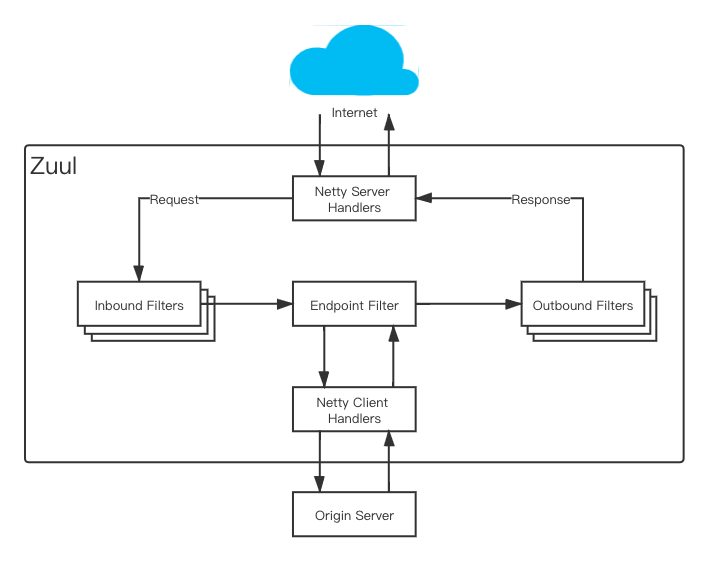 Internet
Zuul
Netty Server
Handlers
Request
Response
Inbound Filters
Endpoint Filter
Outbound Filters
Netty Client
Handlers
Origin Server